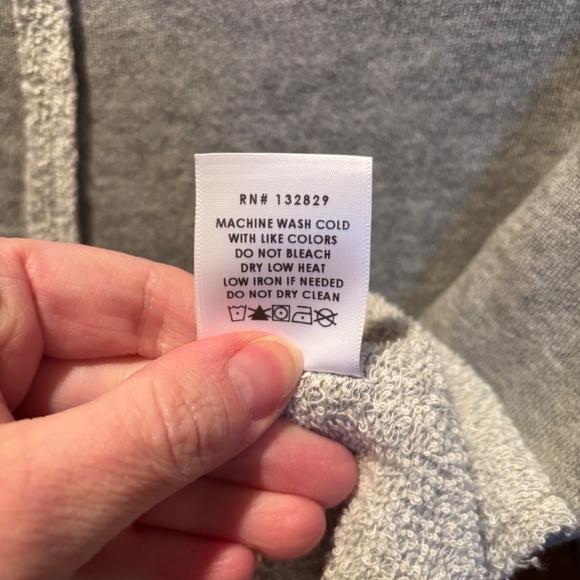 RN# 132829
MACHINE WASH COLD
WITH LIKE COLORS
DO NOT BLEACH
DRY LOW HEAT
LOW IRON IF NEEDED
DO NOT DRY CLEAN